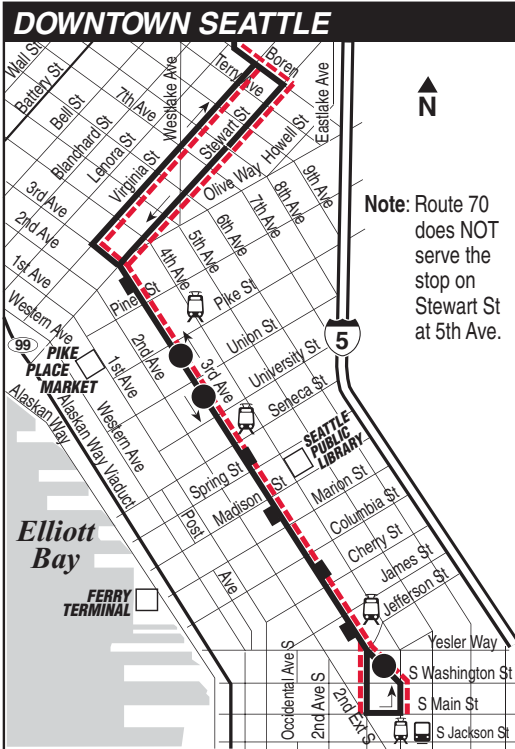 DOWNTOWN SEATTLE
Wall St
Battery St
Bell St
Blanchard St
Lenora St
Virginia St
7th Ave
Westlake Ave
Terry Ave
Boren
Stewart St
Olive Way
Howell St
Eastlake Ave
N
Note: Route 70
does NOT
serve the
stop on
Stewart St
at 5th Ave.
3rd Ave
2nd Ave
1st Ave
Western Ave
4th Ave
5th Ave
6th Ave
7th Ave
8th Ave
9th Ave
Pine St
Pike St
Union St
University St
Seneca St
5
99
PIKE
PLACE
MARKET
Alaskan Way
Alaskan Way Viaduct
1st Ave
Western Ave
2nd Ave
3rd Ave
SEATTLE
PUBLIC
LIBRARY
Spring St
Madison St
Marion St
Columbia St
Cherry St
James St
Jefferson St
Post
Ave
Elliott
Bay
FERRY
TERMINAL
Yesler Way
S Washington St
S Main St
S Jackson St
Occidental Ave S
2nd Ave S
2nd Ext S